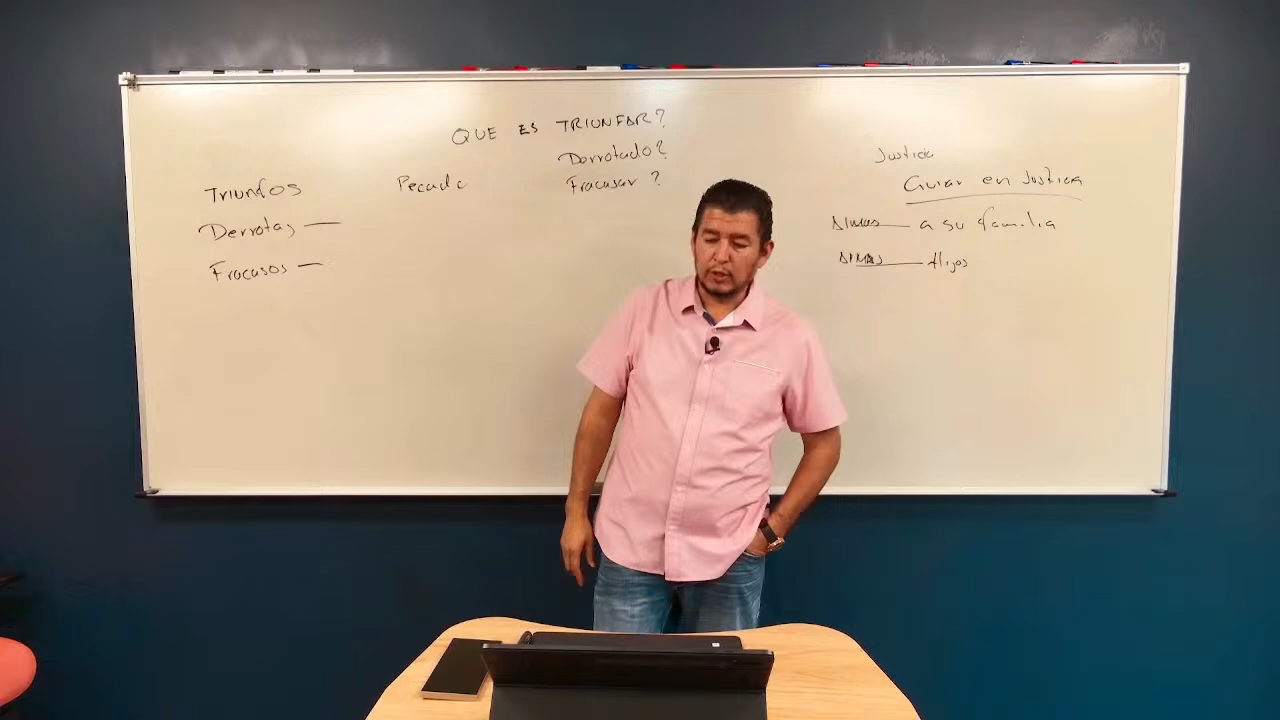 QUE ES TRIUNFAR?
Derrotado?
Fracasar?
Triunfos
Derrotas —
Fracasos —
Pecado
Justicia
Guiar en Justicia
a su familia
Hijos